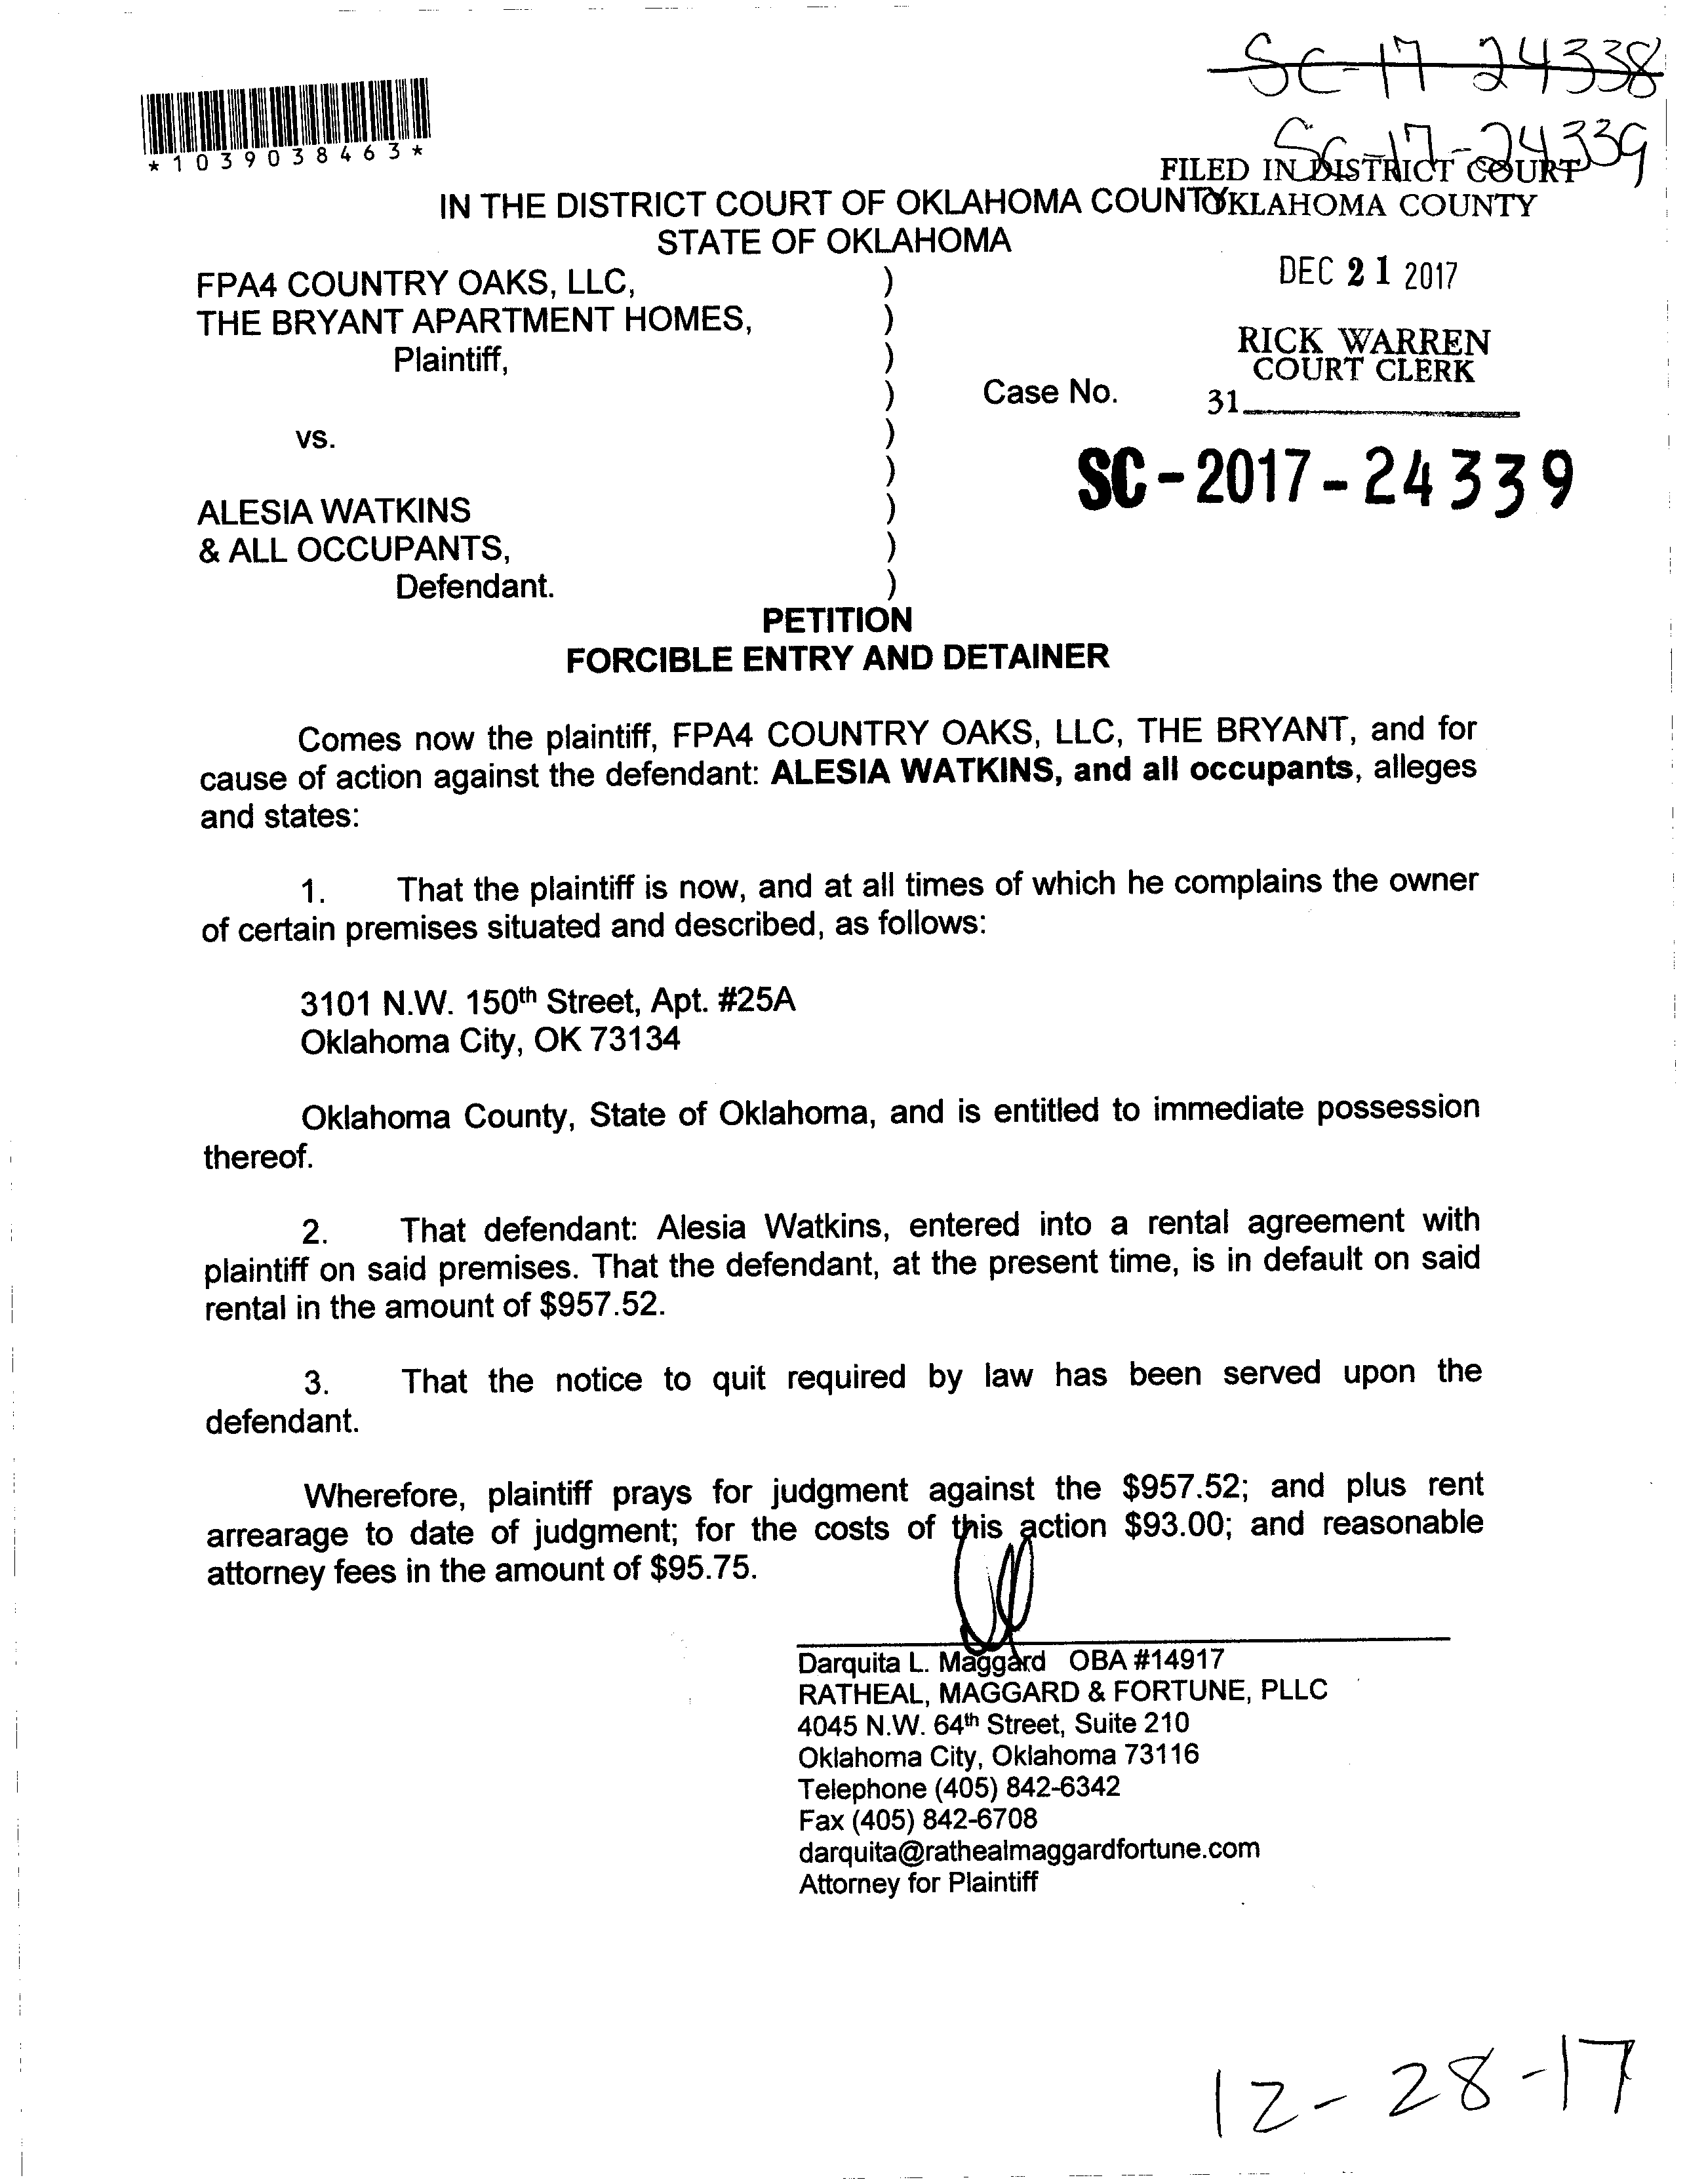 SC-17 24338
SC-17-24339
*1039038463*
FILED IN DISTRICT COURT
OKLAHOMA COUNTY
IN THE DISTRICT COURT OF OKLAHOMA COUNTY
STATE OF OKLAHOMA
DEC 21 2017
FPA4 COUNTRY OAKS, LLC, )
THE BRYANT APARTMENT HOMES, )
RICK WARREN
COURT CLERK
Plaintiff, )
) Case No. 31
vs. )
)
SC-2017-24339
ALESIA WATKINS )
& ALL OCCUPANTS, )
Defendant. )
PETITION
FORCIBLE ENTRY AND DETAINER
Comes now the plaintiff, FPA4 COUNTRY OAKS, LLC, THE BRYANT, and for
cause of action against the defendant: ALESIA WATKINS, and all occupants, alleges
and states:
1. That the plaintiff is now, and at all times of which he complains the owner
of certain premises situated and described, as follows:
3101 N.W. 150th Street, Apt. #25A
Oklahoma City, OK 73134
Oklahoma County, State of Oklahoma, and is entitled to immediate possession
thereof.
2. That defendant: Alesia Watkins, entered into a rental agreement with
plaintiff on said premises. That the defendant, at the present time, is in default on said
rental in the amount of $957.52.
3. That the notice to quit required by law has been served upon the
defendant.
Wherefore, plaintiff prays for judgment against the $957.52; and plus rent
arrearage to date of judgment; for the costs of this action $93.00; and reasonable
attorney fees in the amount of $95.75.
Darquita L. Maggard OBA #14917
RATHEAL, MAGGARD & FORTUNE, PLLC
4045 N.W. 64th Street, Suite 210
Oklahoma City, Oklahoma 73116
Telephone (405) 842-6342
Fax (405) 842-6708
darquita@rathealmaggardfortune.com
Attorney for Plaintiff
12-28-17